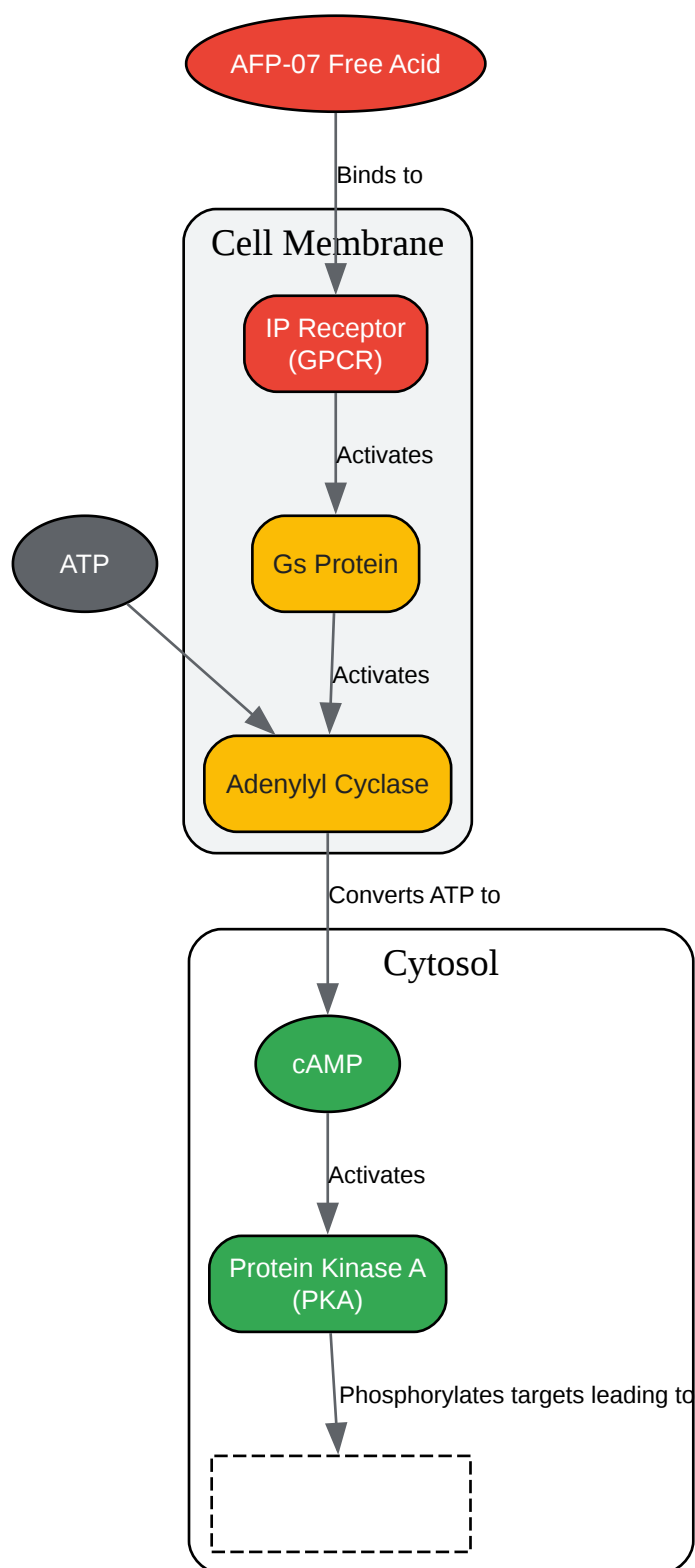 AFP-07 Free Acid
Binds to
Cell Membrane
IP Receptor
(GPCR)
Activates
ATP
Gs Protein
Activates
Adenylyl Cyclase
Converts ATP to
Cytosol
cAMP
Activates
Protein Kinase A
(PKA)
Phosphorylates targets leading to